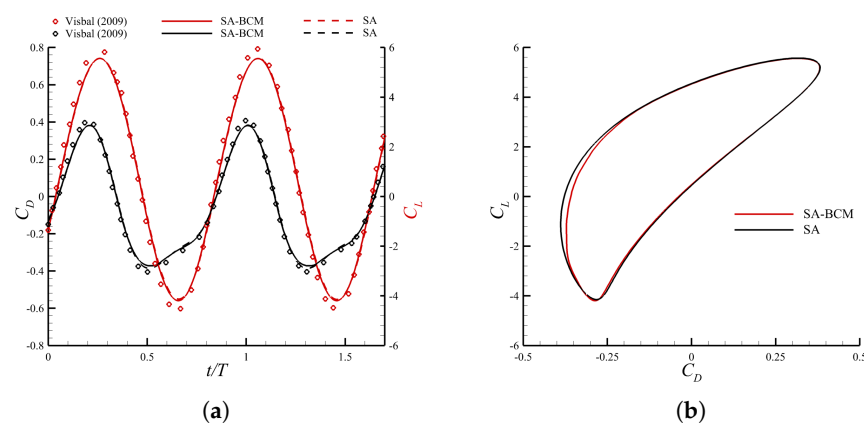 Visbal (2009) SA-BCM SA
Visbal (2009) SA-BCM SA
0.8 6
0.6
0.4 4
0.2 2
0 0
-0.2 -2
-0.4
-0.6 -4
-0.8 -6
C_D
C_L
0 0.5 1 1.5
t/T
(a)
6
4
2
0
-2
-4
-6
C_L
SA-BCM
SA
-0.5 -0.25 0 0.25 0.5
C_D
(b)